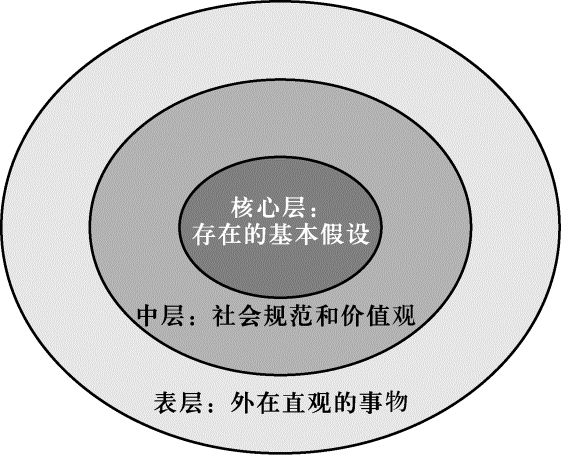 核心层：
存在的基本假设
中层：社会规范和价值观
表层：外在直观的事物